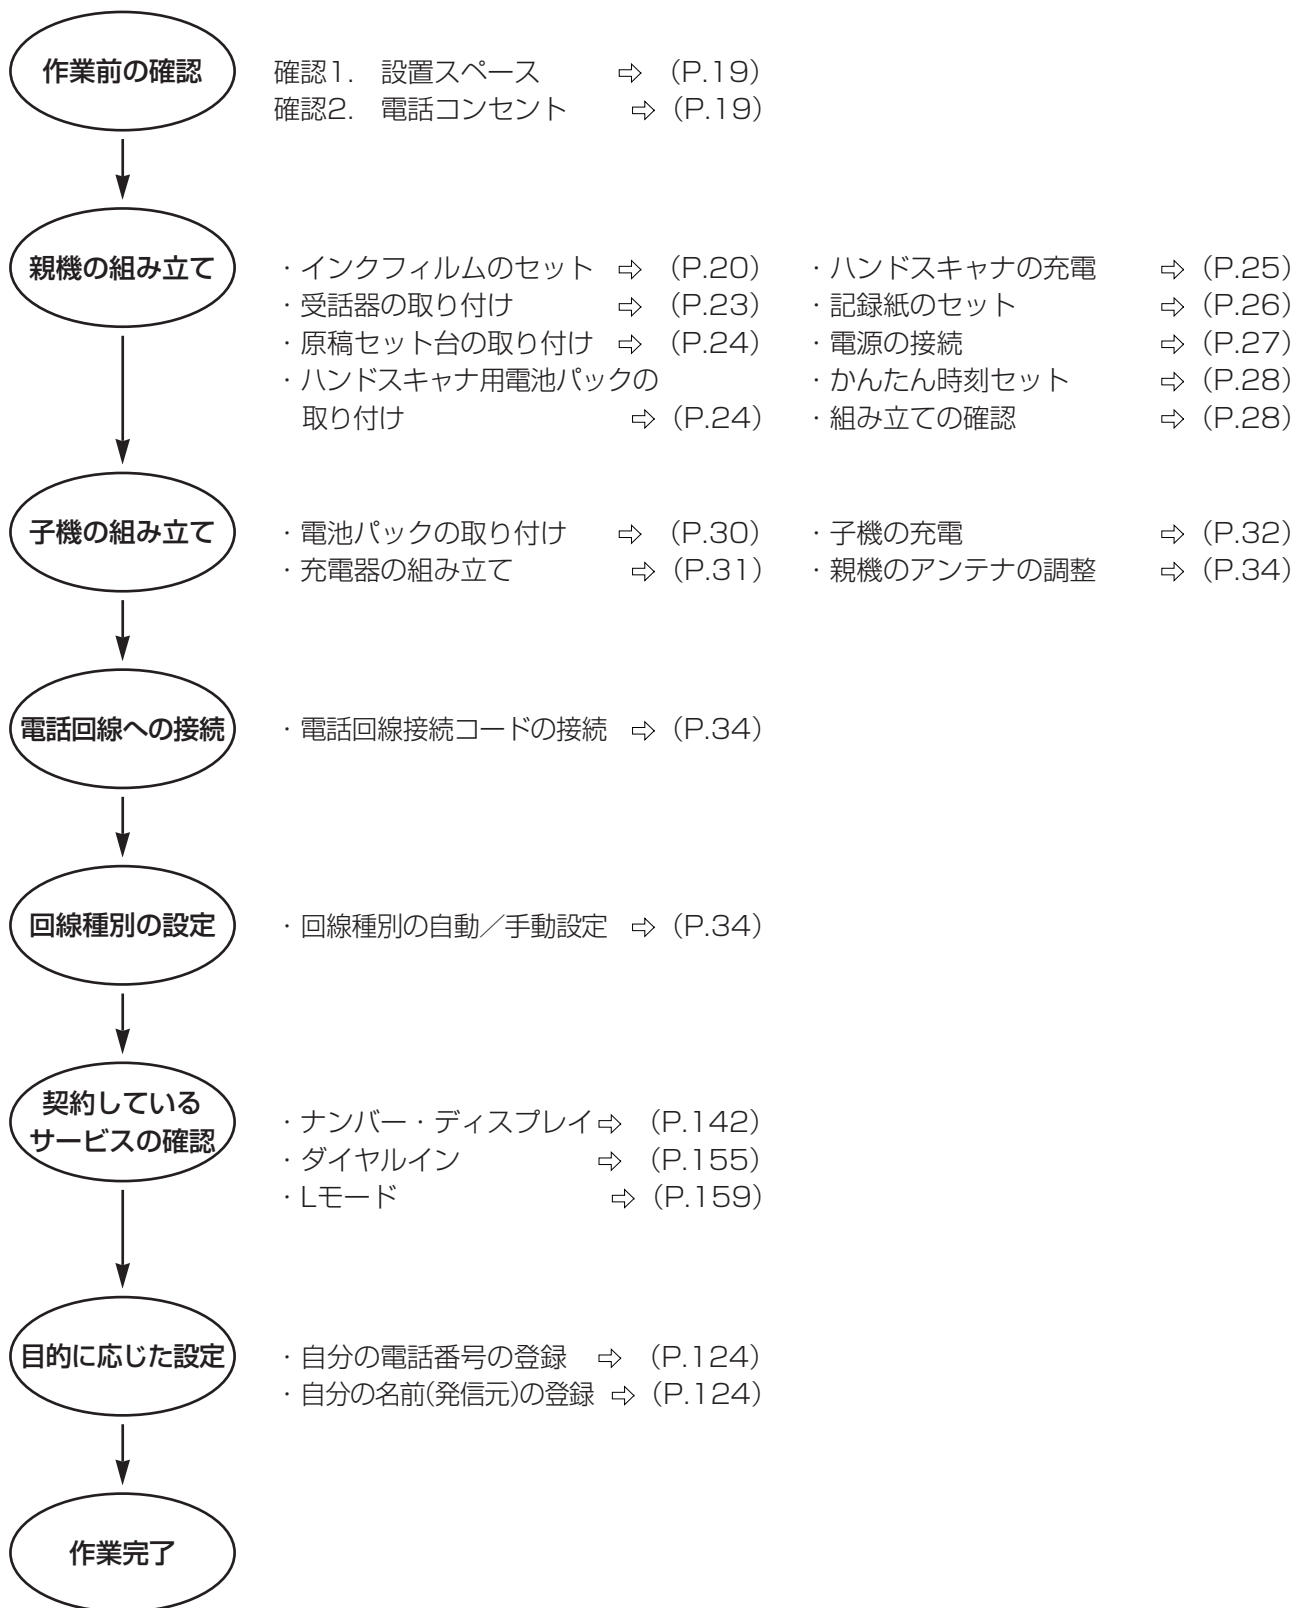 作業前の確認
確認1. 設置スペース ⇨ （P.19）
確認2. 電話コンセント ⇨ （P.19）
親機の組み立て
・インクフィルムのセット ⇨ （P.20）
・受話器の取り付け ⇨ （P.23）
・原稿セット台の取り付け ⇨ （P.24）
・ハンドスキャナ用電池パックの
取り付け ⇨ （P.24）
・ハンドスキャナの充電 ⇨ （P.25）
・記録紙のセット ⇨ （P.26）
・電源の接続 ⇨ （P.27）
・かんたん時刻セット ⇨ （P.28）
・組み立ての確認 ⇨ （P.28）
子機の組み立て
・電池パックの取り付け ⇨ （P.30）
・充電器の組み立て ⇨ （P.31）
・子機の充電 ⇨ （P.32）
・親機のアンテナの調整 ⇨ （P.34）
電話回線への接続
・電話回線接続コードの接続 ⇨ （P.34）
回線種別の設定
・回線種別の自動／手動設定 ⇨ （P.34）
契約している
サービスの確認
・ナンバー・ディスプレイ ⇨ （P.142）
・ダイヤルイン ⇨ （P.155）
・Lモード ⇨ （P.159）
目的に応じた設定
・自分の電話番号の登録 ⇨ （P.124）
・自分の名前(発信元)の登録 ⇨ （P.124）
作業完了